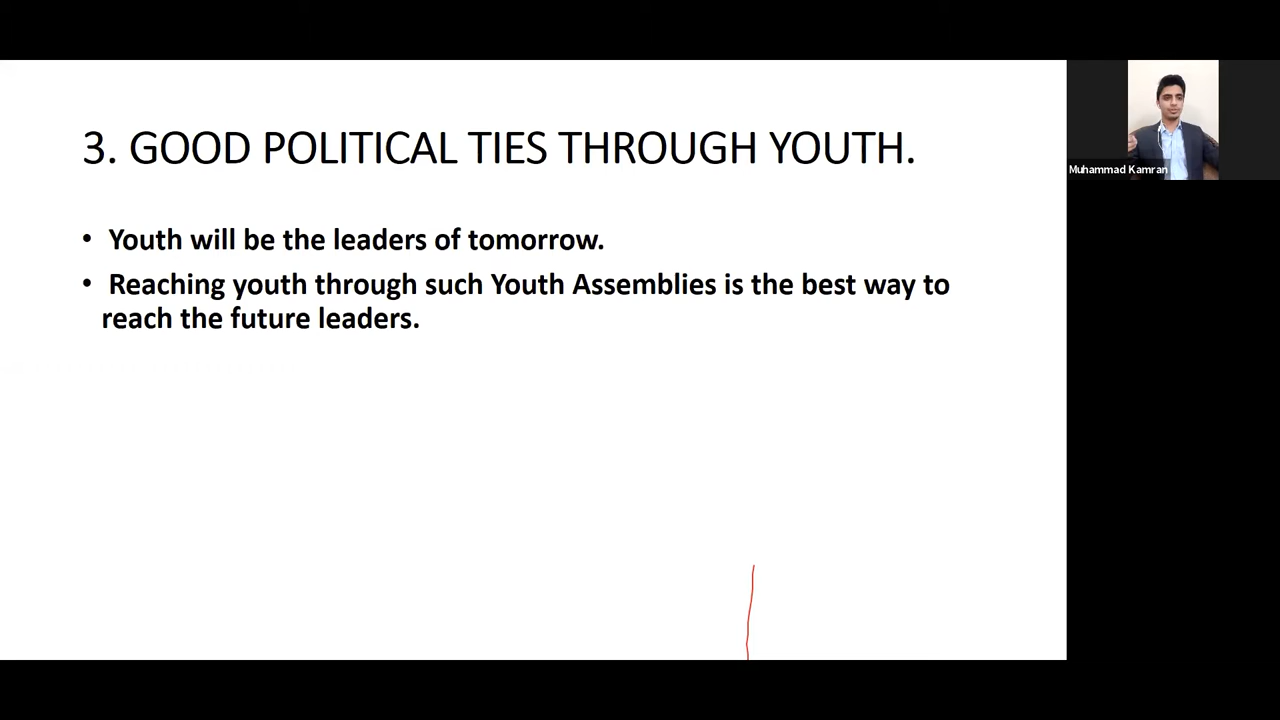 3. GOOD POLITICAL TIES THROUGH YOUTH.
• Youth will be the leaders of tomorrow.
• Reaching youth through such Youth Assemblies is the best way to
reach the future leaders.
Muhammad Kamran